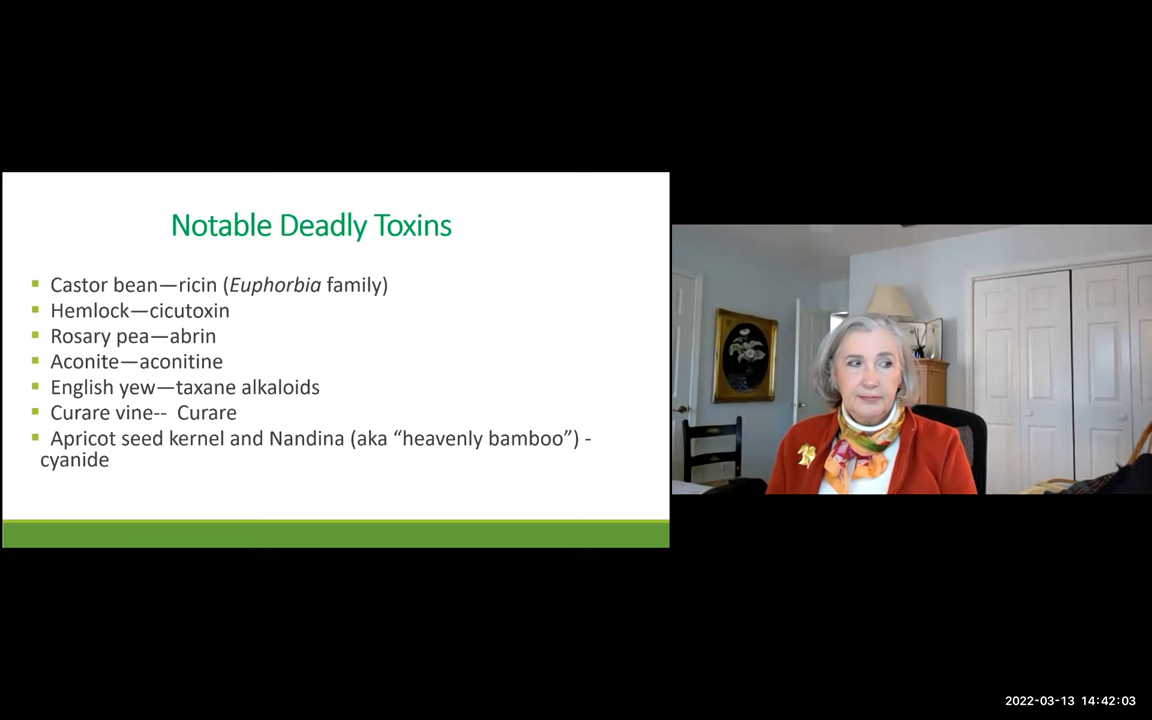 Notable Deadly Toxins
▪ Castor bean—ricin (Euphorbia family)
▪ Hemlock—cicutoxin
▪ Rosary pea—abrin
▪ Aconite—aconitine
▪ English yew—taxane alkaloids
▪ Curare vine-- Curare
▪ Apricot seed kernel and Nandina (aka “heavenly bamboo”) -
cyanide
2022-03-13 14:42:03